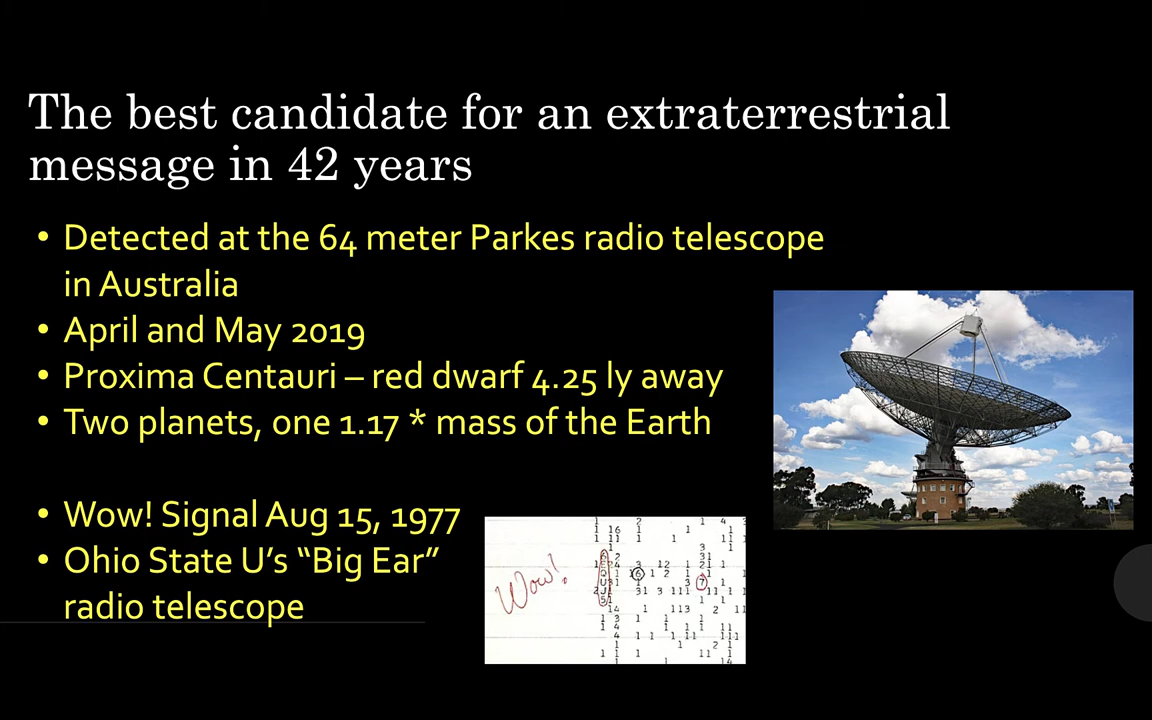 The best candidate for an extraterrestrial
message in 42 years
• Detected at the 64 meter Parkes radio telescope
in Australia
• April and May 2019
• Proxima Centauri – red dwarf 4.25 ly away
• Two planets, one 1.17 * mass of the Earth
• Wow! Signal Aug 15, 1977
• Ohio State U’s “Big Ear”
radio telescope
Wow!